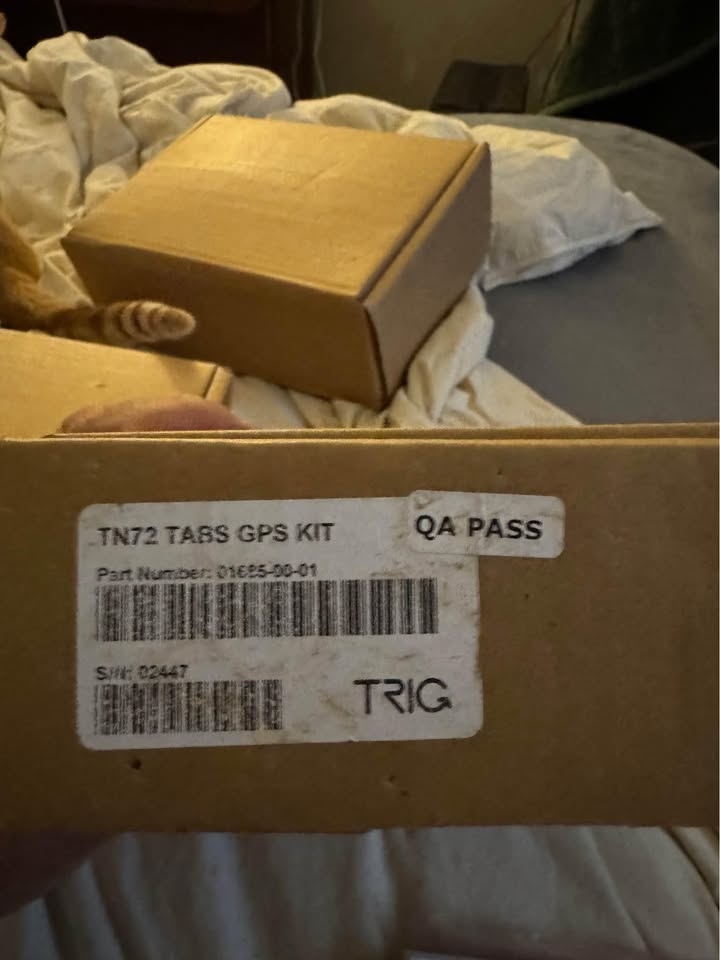 TN72 TABS GPS KIT
QA PASS
Part Number: 01685-00-01
S/N: 02447
TRIG